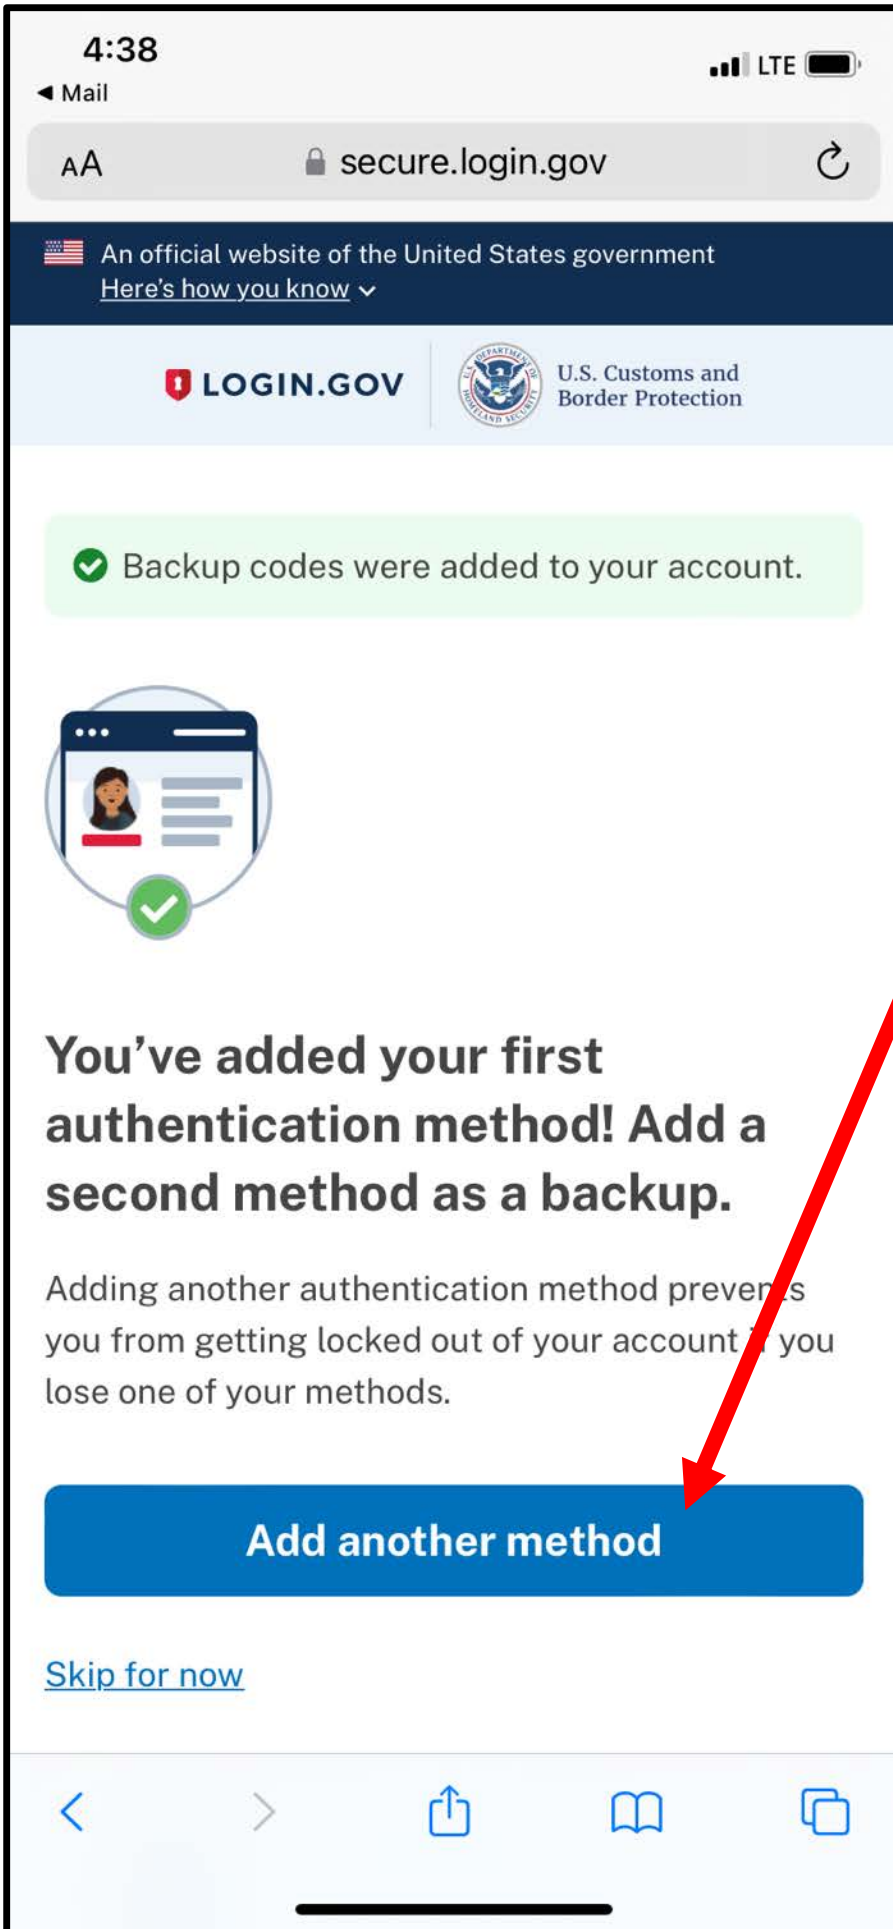 4:38
LTE
◀ Mail
AA secure.login.gov
An official website of the United States government
Here's how you know
LOGIN.GOV
U.S. Customs and
Border Protection
Backup codes were added to your account.
You've added your first
authentication method! Add a
second method as a backup.
Adding another authentication method prevents
you from getting locked out of your account if you
lose one of your methods.
Add another method
Skip for now